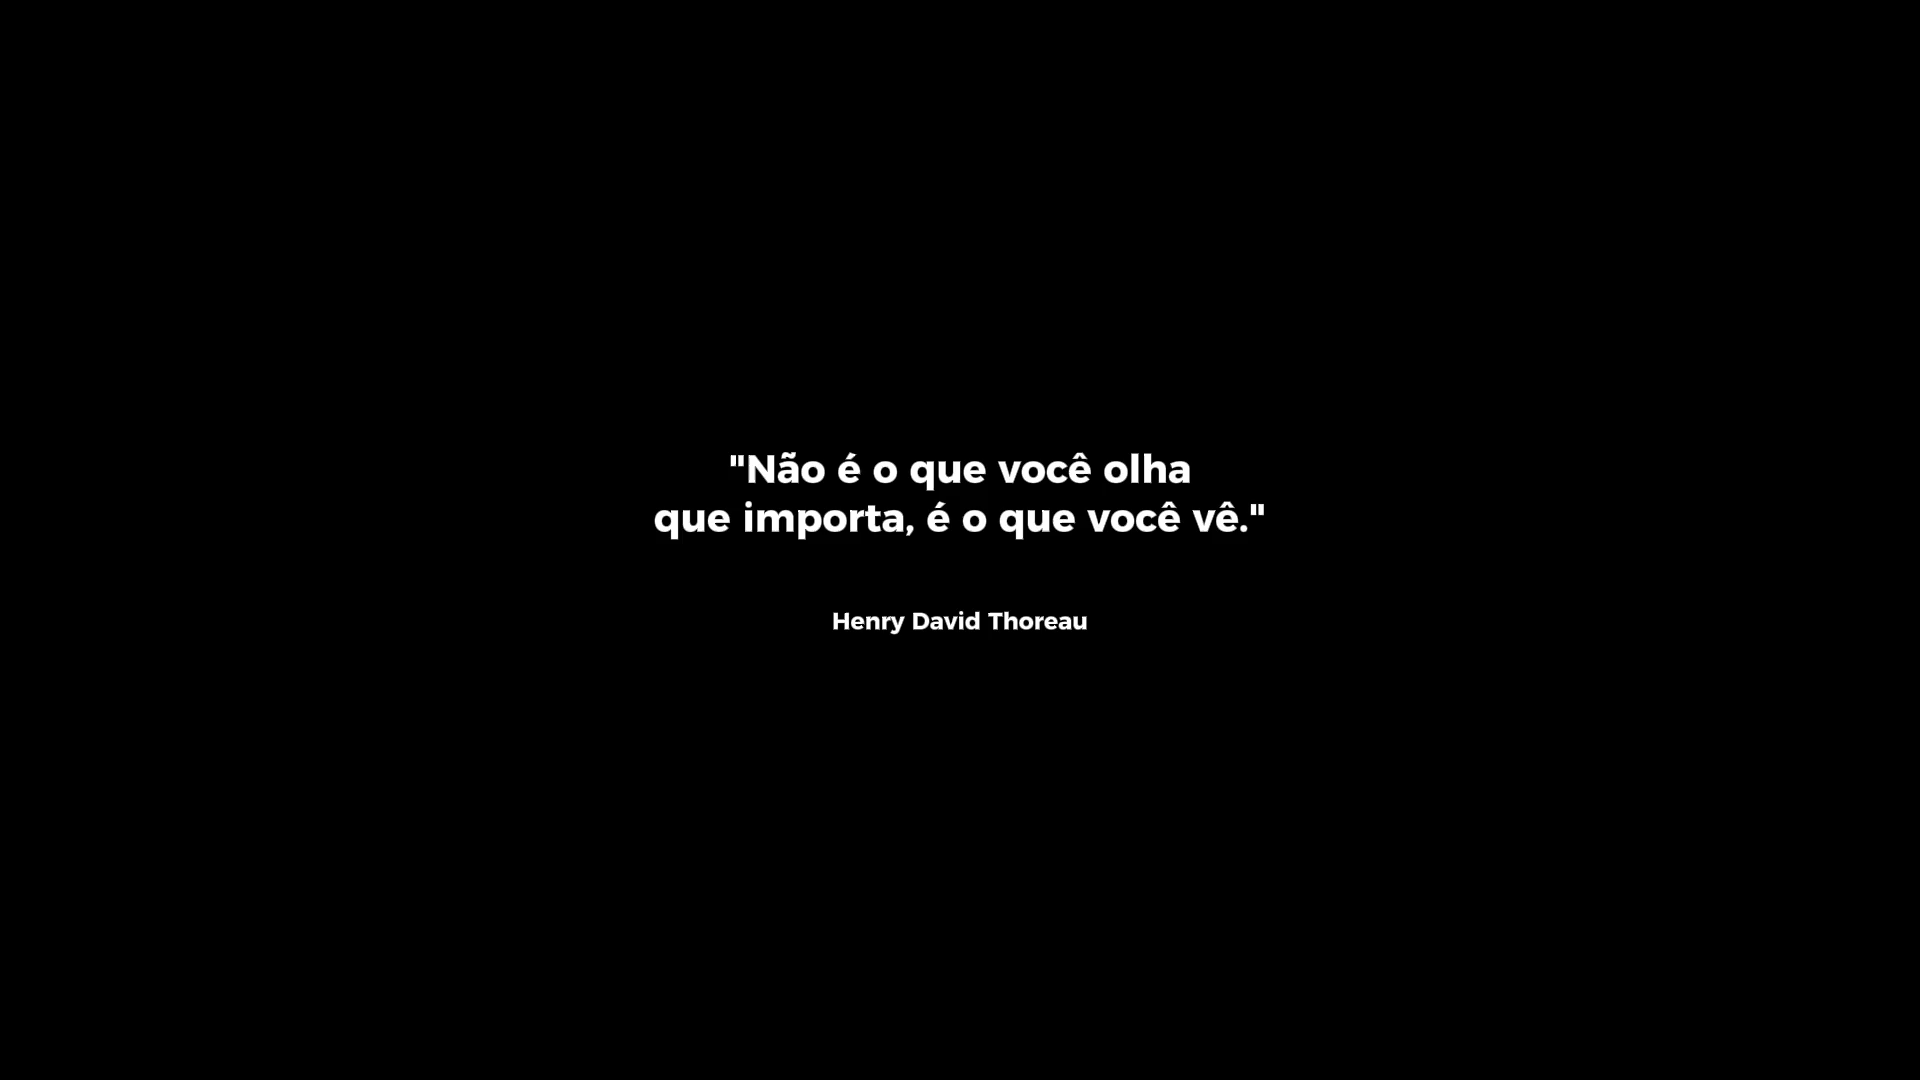 "Não é o que você olha
que importa, é o que você vê."
Henry David Thoreau